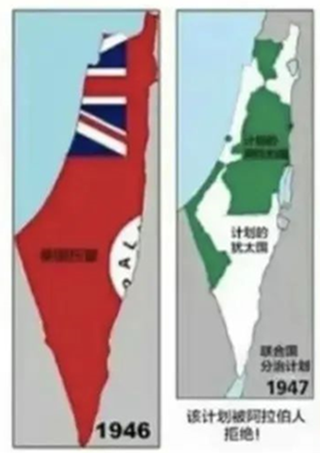 英国托管
PAL
1946
计划的
阿拉伯国
计划的
犹太国
联合国
分治计划
1947
该计划被阿拉伯人
拒绝!